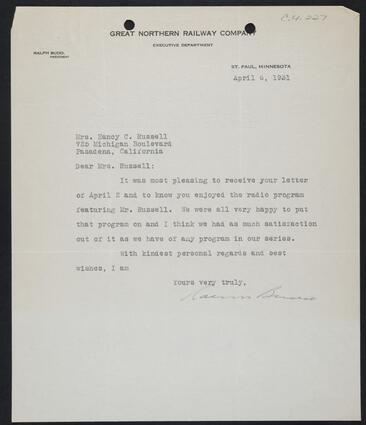 C.4.227
GREAT NORTHERN RAILWAY COMPANY
EXECUTIVE DEPARTMENT
RALPH BUDD,
PRESIDENT
ST. PAUL, MINNESOTA
April 6, 1931
Mrs. Nancy C. Russell
725 Michigan Boulevard
Pasadena, California
Dear Mrs. Russell:
It was most pleasing to receive your letter
of April 2 and to know you enjoyed the radio program
featuring Mr. Russell. We were all very happy to put
that program on and I think we had as much satisfaction
out of it as we have of any program in our series.
With kindest personal regards and best
wishes, I am
Yours very truly,
Ralph Budd